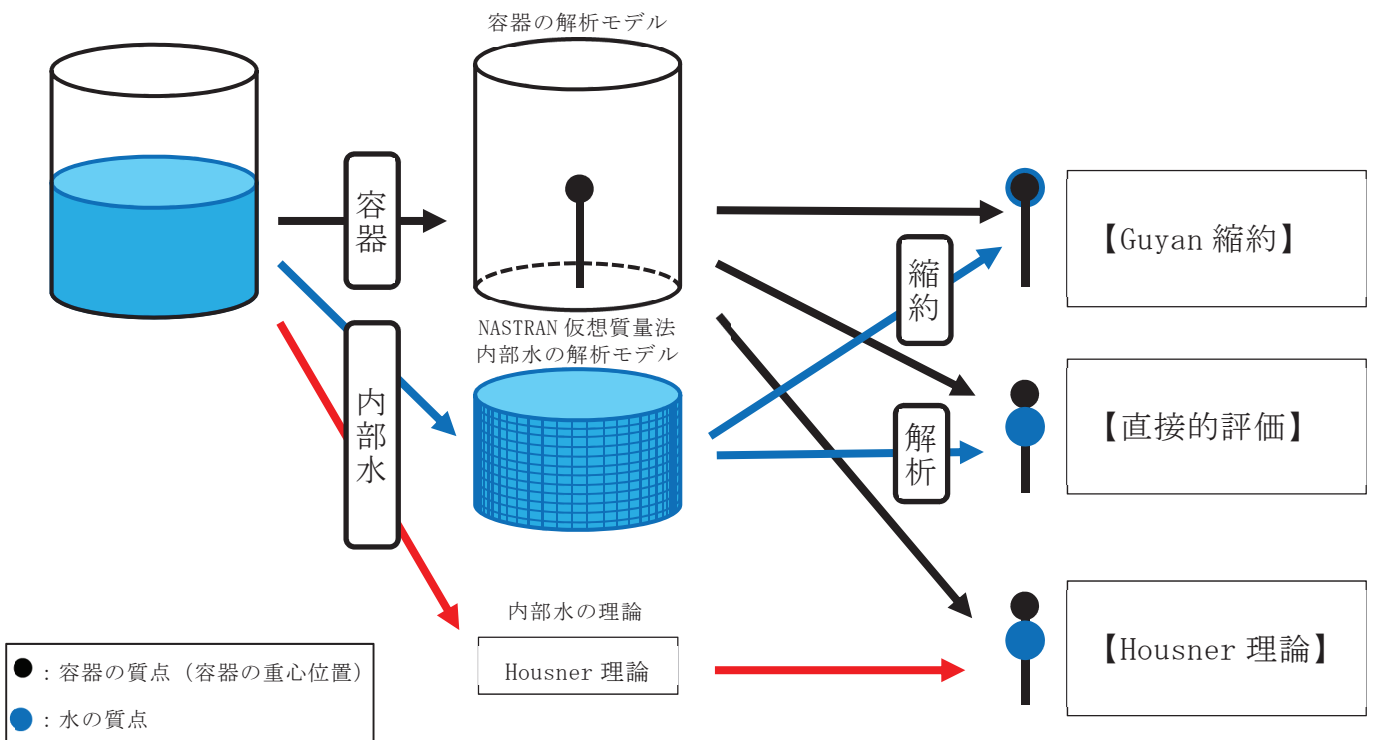 容器の解析モデル
容器
縮約
【Guyan 縮約】
NASTRAN 仮想質量法
内部水の解析モデル
内部水
解析
【直接的評価】
内部水の理論
Housner 理論
【Housner 理論】
：容器の質点（容器の重心位置）
：水の質点